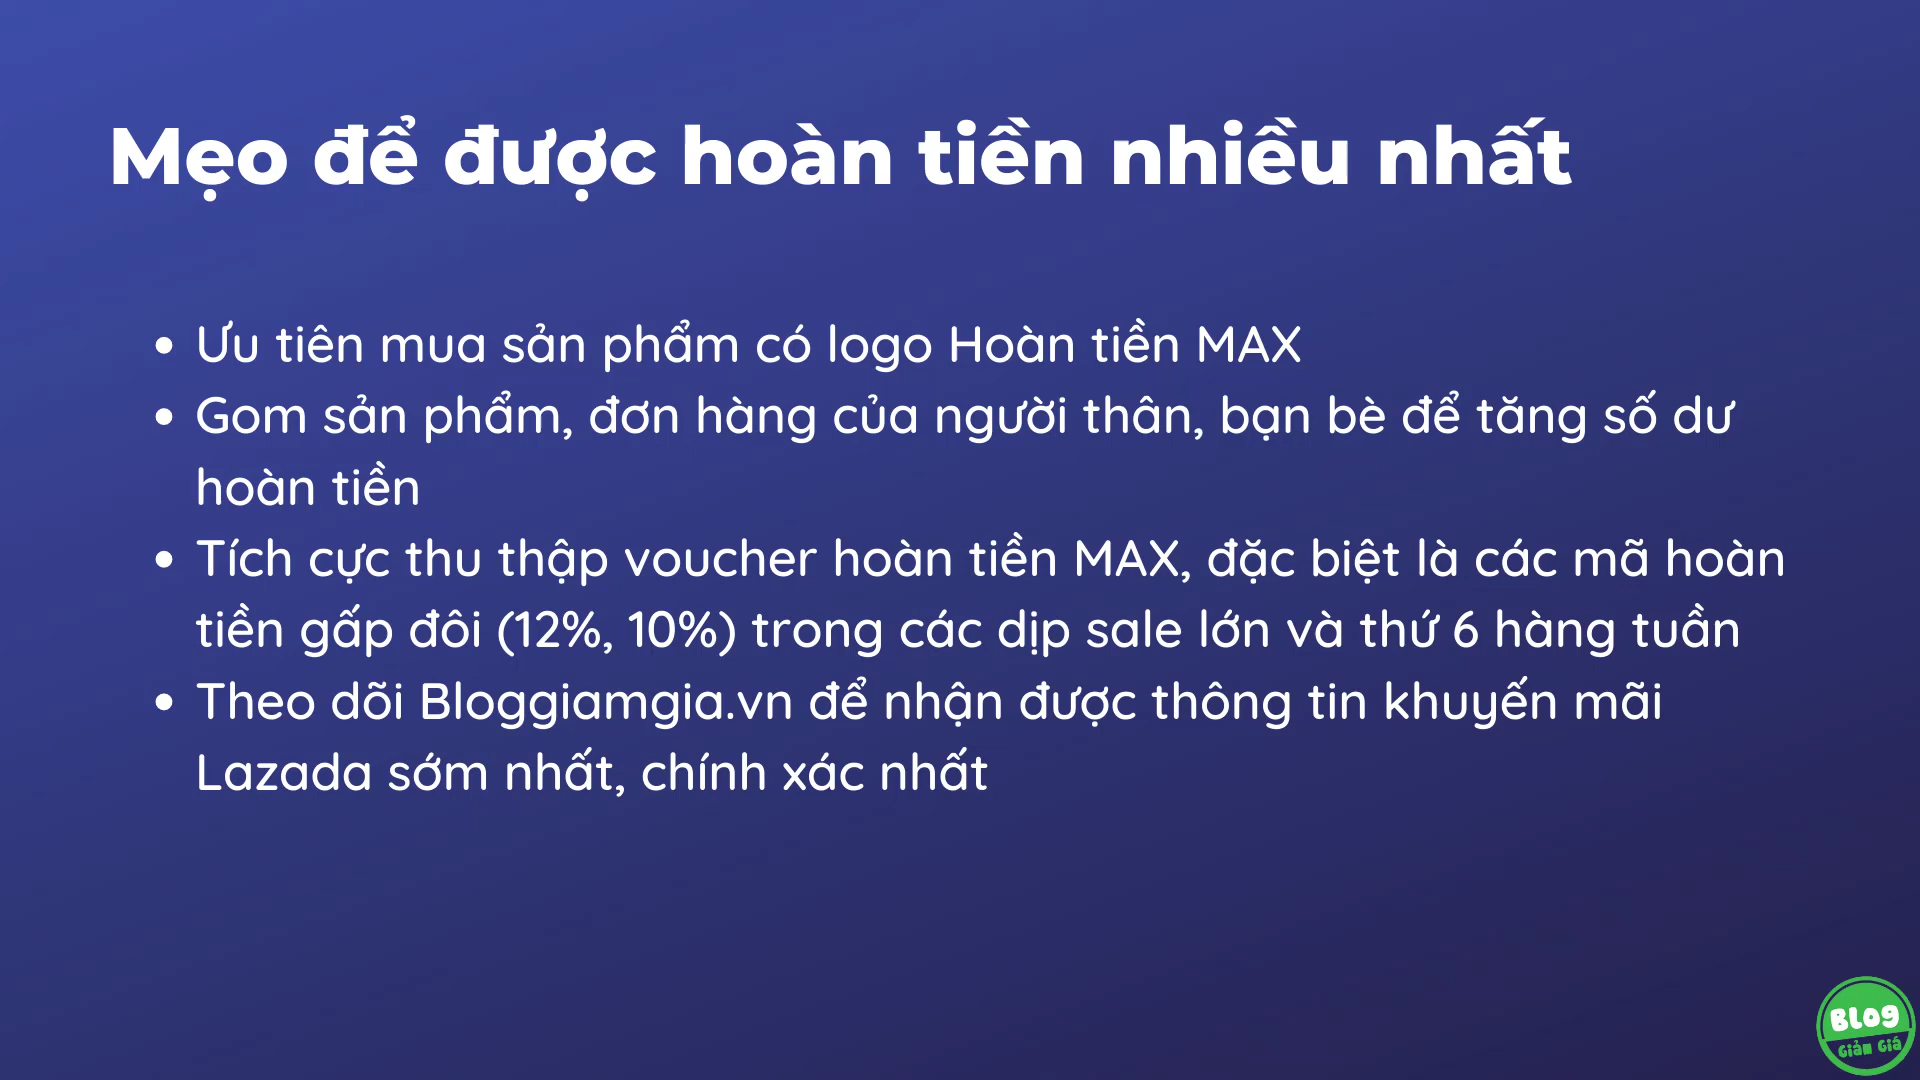 Mẹo để được hoàn tiền nhiều nhất
• Ưu tiên mua sản phẩm có logo Hoàn tiền MAX
• Gom sản phẩm, đơn hàng của người thân, bạn bè để tăng số dư
hoàn tiền
• Tích cực thu thập voucher hoàn tiền MAX, đặc biệt là các mã hoàn
tiền gấp đôi (12%, 10%) trong các dịp sale lớn và thứ 6 hàng tuần
• Theo dõi Bloggiamgia.vn để nhận được thông tin khuyến mãi
Lazada sớm nhất, chính xác nhất
BLog
Giảm Giá